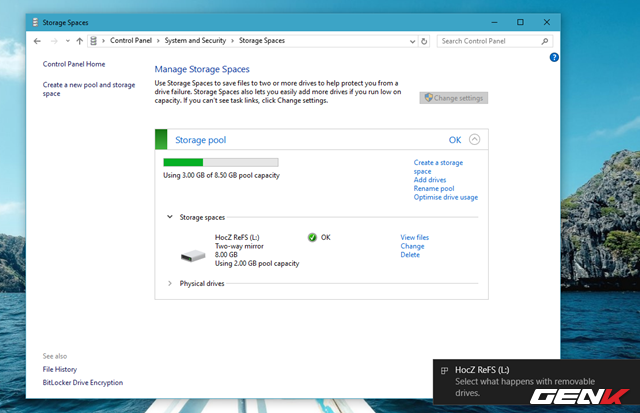 Storage Spaces
Control Panel > System and Security > Storage Spaces
Search Control Panel
Control Panel Home
Create a new pool and storage
space
Manage Storage Spaces
Use Storage Spaces to save files to two or more drives to help protect you from a
drive failure. Storage Spaces also lets you easily add more drives if you run low on
capacity. If you can't see task links, click Change settings.
Change settings
Storage pool
OK
Using 3.00 GB of 8.50 GB pool capacity
Create a storage
space
Add drives
Rename pool
Optimise drive usage
Storage spaces
HocZ ReFS (L:)
Two-way mirror
8.00 GB
Using 2.00 GB pool capacity
OK
View files
Change
Delete
Physical drives
See also
File History
BitLocker Drive Encryption
HocZ ReFS (L:)
Select what happens with removable
drives.
GENK